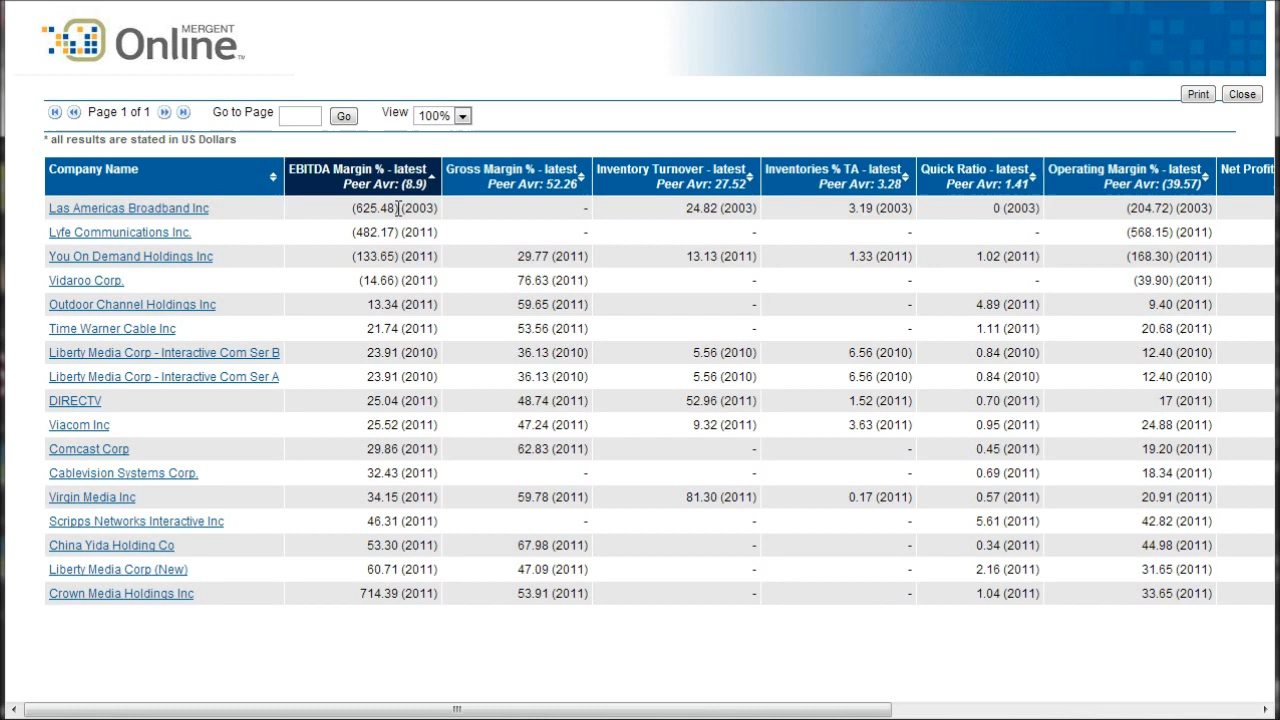 MERGENT
Online™
Print Close
Page 1 of 1 Go to Page Go View 100%
* all results are stated in US Dollars
Company Name EBITDA Margin % - latest Gross Margin % - latest Inventory Turnover - latest Inventories % TA - latest Quick Ratio - latest Operating Margin % - latest Net Profit
Peer Avr: (8.9) Peer Avr: 52.26 Peer Avr: 27.52 Peer Avr: 3.28 Peer Avr: 1.41 Peer Avr: (39.57)
Las Americas Broadband Inc (625.48) (2003) - 24.82 (2003) 3.19 (2003) 0 (2003) (204.72) (2003)
Lyfe Communications Inc. (482.17) (2011) - - - - (568.15) (2011)
You On Demand Holdings Inc (133.65) (2011) 29.77 (2011) 13.13 (2011) 1.33 (2011) 1.02 (2011) (168.30) (2011)
Vidaroo Corp. (14.66) (2011) 76.63 (2011) - - - (39.90) (2011)
Outdoor Channel Holdings Inc 13.34 (2011) 59.65 (2011) - - 4.89 (2011) 9.40 (2011)
Time Warner Cable Inc 21.74 (2011) 53.56 (2011) - - 1.11 (2011) 20.68 (2011)
Liberty Media Corp - Interactive Com Ser B 23.91 (2010) 36.13 (2010) 5.56 (2010) 6.56 (2010) 0.84 (2010) 12.40 (2010)
Liberty Media Corp - Interactive Com Ser A 23.91 (2010) 36.13 (2010) 5.56 (2010) 6.56 (2010) 0.84 (2010) 12.40 (2010)
DIRECTV 25.04 (2011) 48.74 (2011) 52.96 (2011) 1.52 (2011) 0.70 (2011) 17 (2011)
Viacom Inc 25.52 (2011) 47.24 (2011) 9.32 (2011) 3.63 (2011) 0.95 (2011) 24.88 (2011)
Comcast Corp 29.86 (2011) 62.83 (2011) - - 0.45 (2011) 19.20 (2011)
Cablevision Systems Corp. 32.43 (2011) - - - 0.69 (2011) 18.34 (2011)
Virgin Media Inc 34.15 (2011) 59.78 (2011) 81.30 (2011) 0.17 (2011) 0.57 (2011) 20.91 (2011)
Scripps Networks Interactive Inc 46.31 (2011) - - - 5.61 (2011) 42.82 (2011)
China Yida Holding Co 53.30 (2011) 67.98 (2011) - - 0.34 (2011) 44.98 (2011)
Liberty Media Corp (New) 60.71 (2011) 47.09 (2011) - - 2.16 (2011) 31.65 (2011)
Crown Media Holdings Inc 714.39 (2011) 53.91 (2011) - - 1.04 (2011) 33.65 (2011)